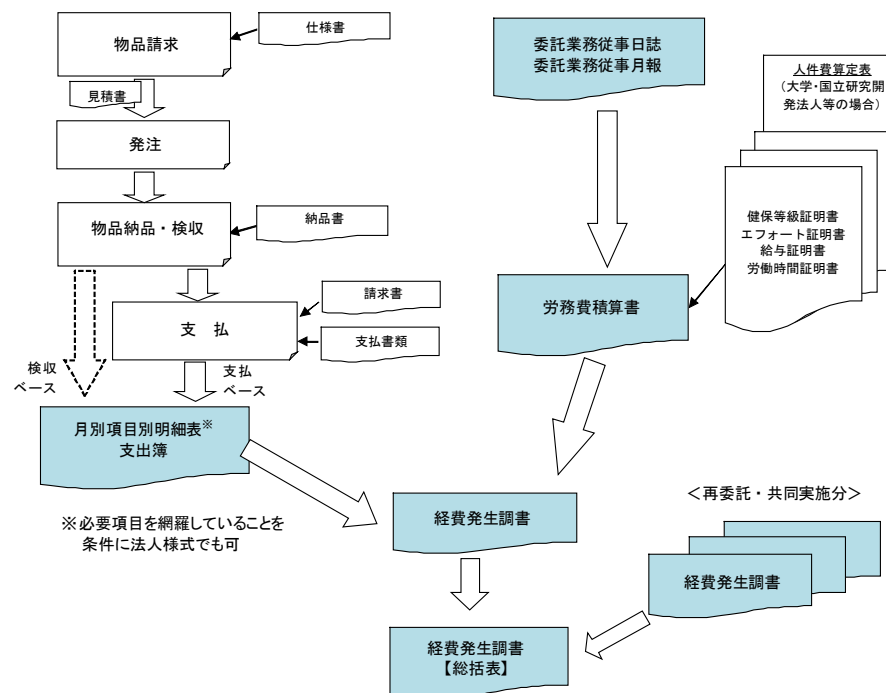 物品請求
仕様書
見積書
発注
物品納品・検収
納品書
請求書
支　払
支払書類
検収
ベース
支払
ベース
月別項目別明細表※
支出簿
※必要項目を網羅していることを
条件に法人様式でも可
委託業務従事日誌
委託業務従事月報
人件費算定表
（大学・国立研究開
発法人等の場合）
健保等級証明書
エフォート証明書
給与証明書
労働時間証明書
労務費積算書
経費発生調書
＜再委託・共同実施分＞
経費発生調書
経費発生調書
【総括表】